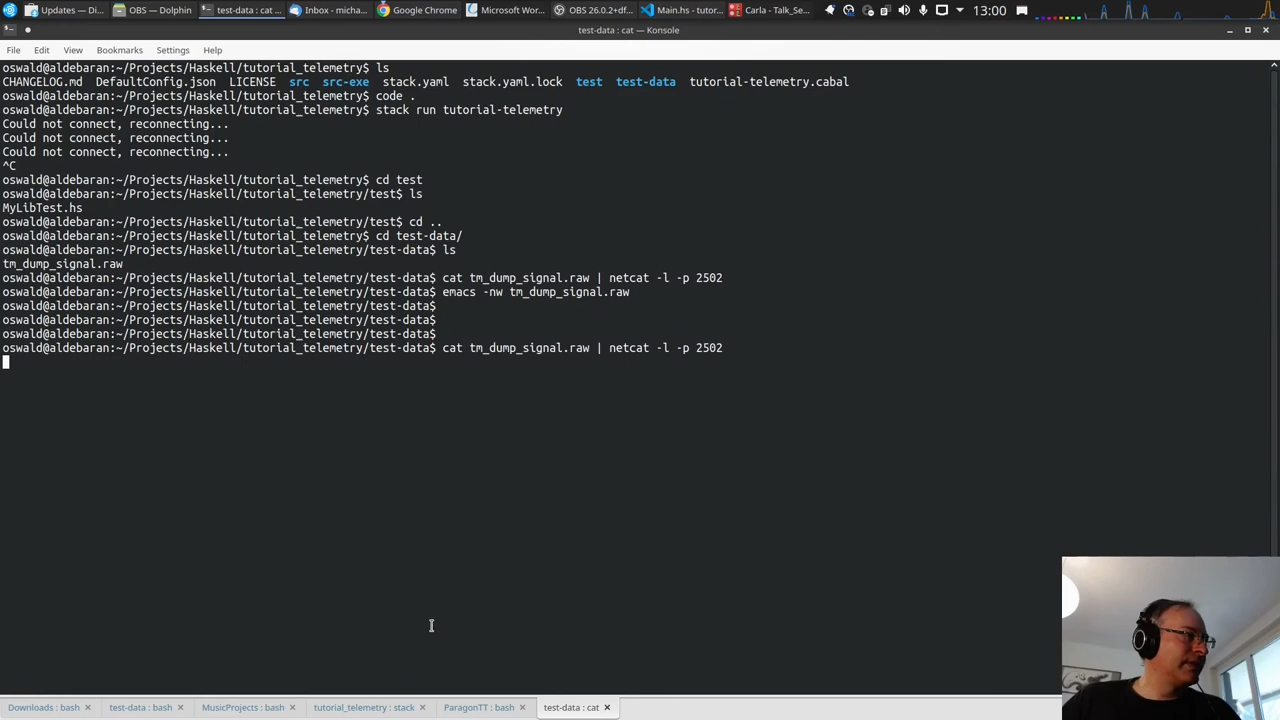 Updates — Di...
OBS — Dolphin
test-data : cat ...
Inbox - micha...
Google Chrome
Microsoft Wor...
OBS 26.0.2+df...
Main.hs - tutor...
Carla - Talk_Se...
13:00
test-data : cat — Konsole
File Edit View Bookmarks Settings Help
oswald@aldebaran:~/Projects/Haskell/tutorial_telemetry$ ls
CHANGELOG.md DefaultConfig.json LICENSE src src-exe stack.yaml stack.yaml.lock test test-data tutorial-telemetry.cabal
oswald@aldebaran:~/Projects/Haskell/tutorial_telemetry$ code .
oswald@aldebaran:~/Projects/Haskell/tutorial_telemetry$ stack run tutorial-telemetry
Could not connect, reconnecting...
Could not connect, reconnecting...
Could not connect, reconnecting...
^C
oswald@aldebaran:~/Projects/Haskell/tutorial_telemetry$ cd test
oswald@aldebaran:~/Projects/Haskell/tutorial_telemetry/test$ ls
MyLibTest.hs
oswald@aldebaran:~/Projects/Haskell/tutorial_telemetry/test$ cd ..
oswald@aldebaran:~/Projects/Haskell/tutorial_telemetry$ cd test-data/
oswald@aldebaran:~/Projects/Haskell/tutorial_telemetry/test-data$ ls
tm_dump_signal.raw
oswald@aldebaran:~/Projects/Haskell/tutorial_telemetry/test-data$ cat tm_dump_signal.raw | netcat -l -p 2502
oswald@aldebaran:~/Projects/Haskell/tutorial_telemetry/test-data$ emacs -nw tm_dump_signal.raw
oswald@aldebaran:~/Projects/Haskell/tutorial_telemetry/test-data$
oswald@aldebaran:~/Projects/Haskell/tutorial_telemetry/test-data$
oswald@aldebaran:~/Projects/Haskell/tutorial_telemetry/test-data$
oswald@aldebaran:~/Projects/Haskell/tutorial_telemetry/test-data$ cat tm_dump_signal.raw | netcat -l -p 2502
Downloads : bash
test-data : bash
MusicProjects : bash
tutorial_telemetry : stack
ParagonTT : bash
test-data : cat